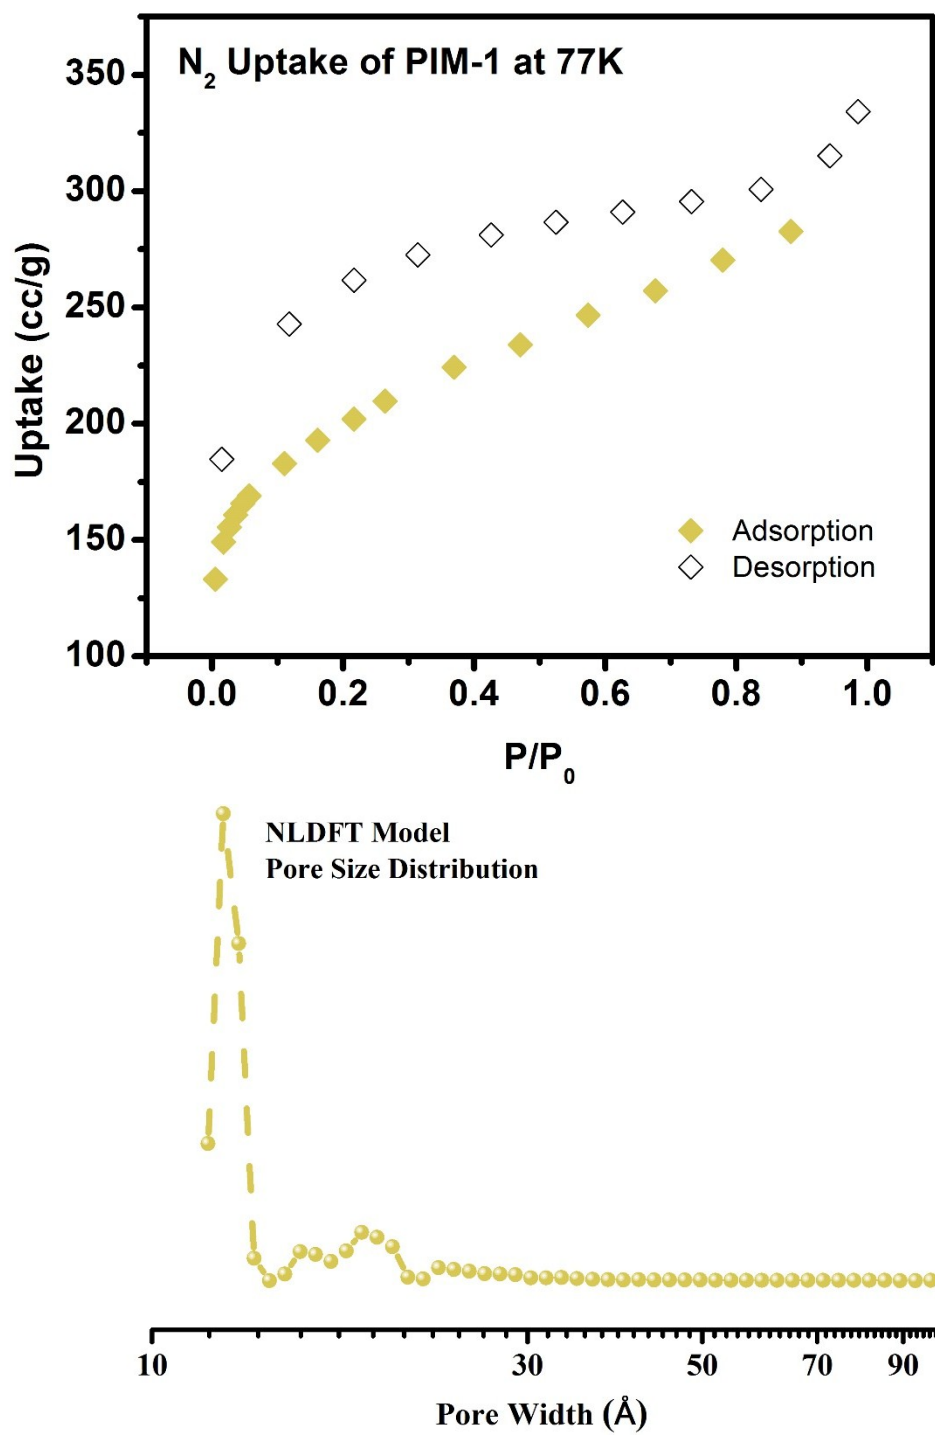 N₂ Uptake of PIM-1 at 77K
350
300
250
200
150
100
Uptake (cc/g)
Adsorption
Desorption
0.0 0.2 0.4 0.6 0.8 1.0
P/P₀
NLDFT Model
Pore Size Distribution
10 30 50 70 90
Pore Width (Å)